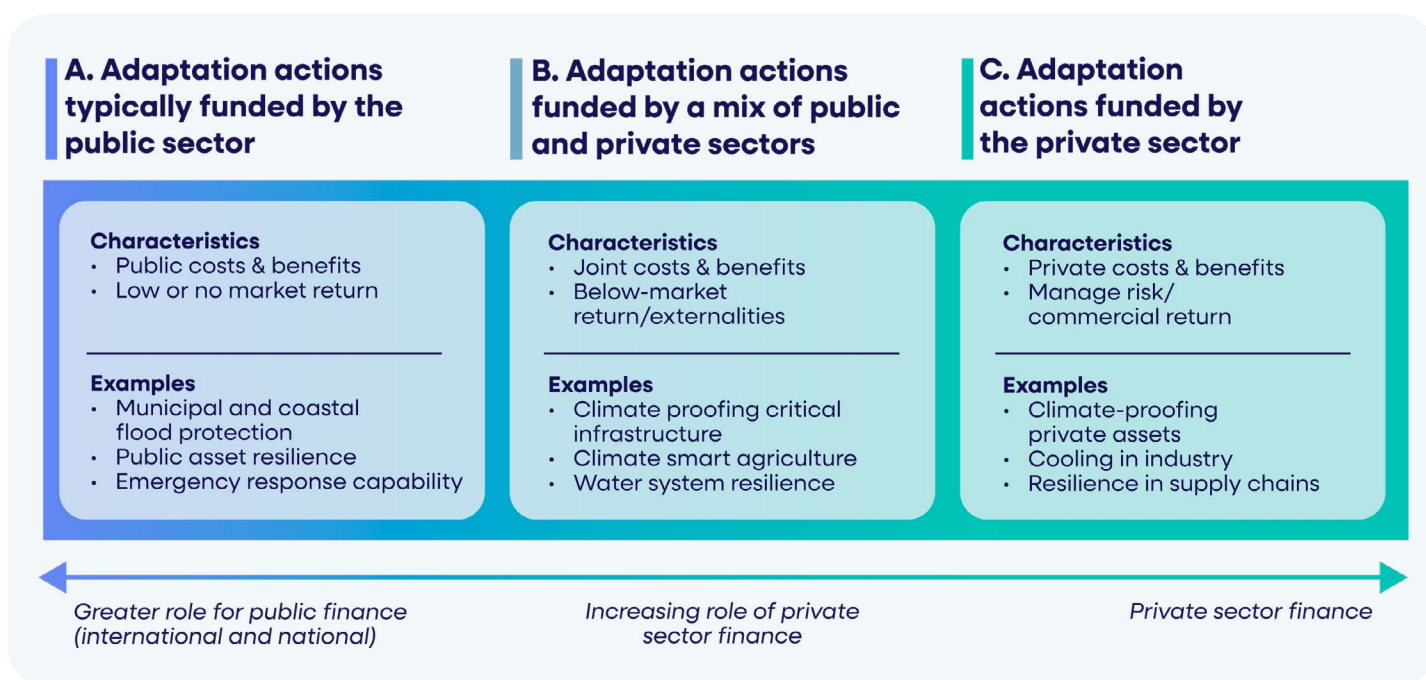 A. Adaptation actions
typically funded by the
public sector
B. Adaptation actions
funded by a mix of public
and private sectors
C. Adaptation
actions funded by
the private sector
Characteristics
• Public costs & benefits
• Low or no market return
Examples
• Municipal and coastal
flood protection
• Public asset resilience
• Emergency response capability
Characteristics
• Joint costs & benefits
• Below-market
return/externalities
Examples
• Climate proofing critical
infrastructure
• Climate smart agriculture
• Water system resilience
Characteristics
• Private costs & benefits
• Manage risk/
commercial return
Examples
• Climate-proofing
private assets
• Cooling in industry
• Resilience in supply chains
Greater role for public finance
(international and national)
Increasing role of private
sector finance
Private sector finance